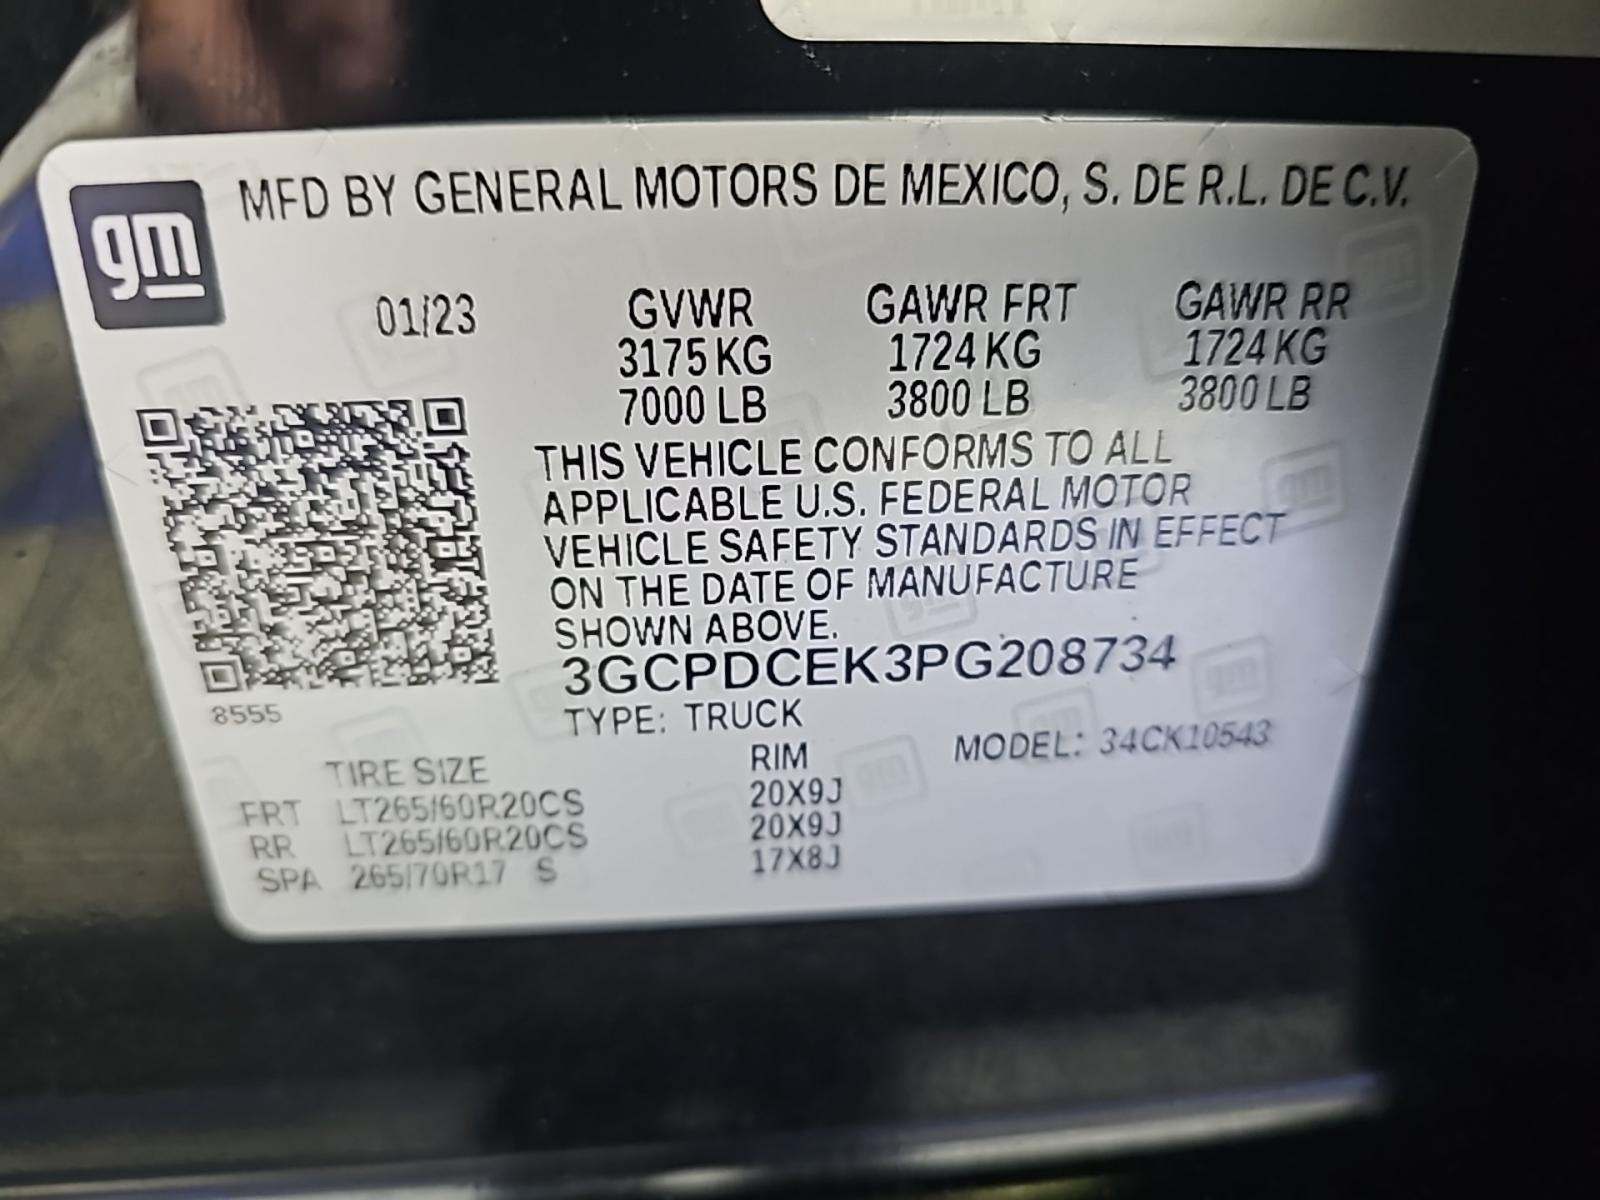 gm
MFD BY GENERAL MOTORS DE MEXICO, S. DE R.L. DE C.V.
01/23 GVWR GAWR FRT GAWR RR
3175 KG 1724 KG 1724 KG
7000 LB 3800 LB 3800 LB
THIS VEHICLE CONFORMS TO ALL
APPLICABLE U.S. FEDERAL MOTOR
VEHICLE SAFETY STANDARDS IN EFFECT
ON THE DATE OF MANUFACTURE
SHOWN ABOVE.
3GCPDCEK3PG208734
8555
TYPE: TRUCK
MODEL: 34CK10543
TIRE SIZE RIM
FRT LT265/60R20CS 20X9J
RR LT265/60R20CS 20X9J
SPA 265/70R17 S 17X8J